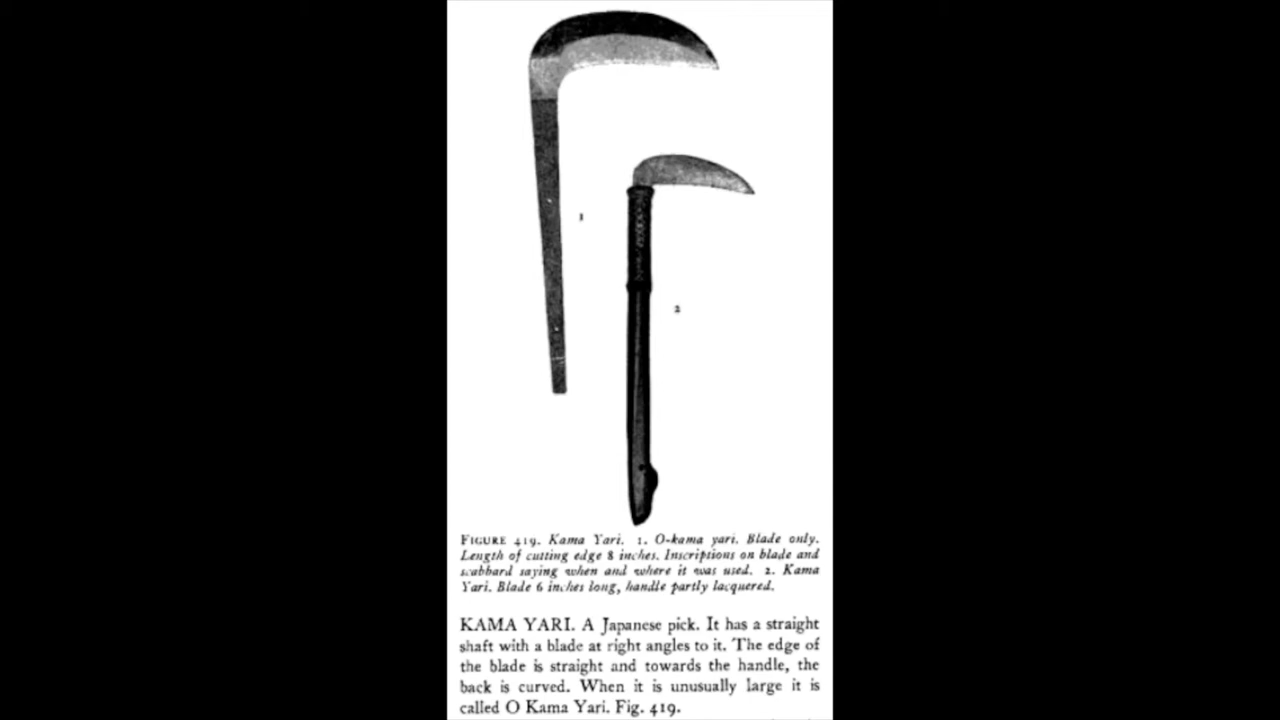 1
2
FIGURE 419. Kama Yari. 1. O-kama yari. Blade only.
Length of cutting edge 8 inches. Inscriptions on blade and
scabbard saying when and where it was used. 2. Kama
Yari. Blade 6 inches long, handle partly lacquered.
KAMA YARI. A Japanese pick. It has a straight
shaft with a blade at right angles to it. The edge of
the blade is straight and towards the handle, the
back is curved. When it is unusually large it is
called O Kama Yari. Fig. 419.